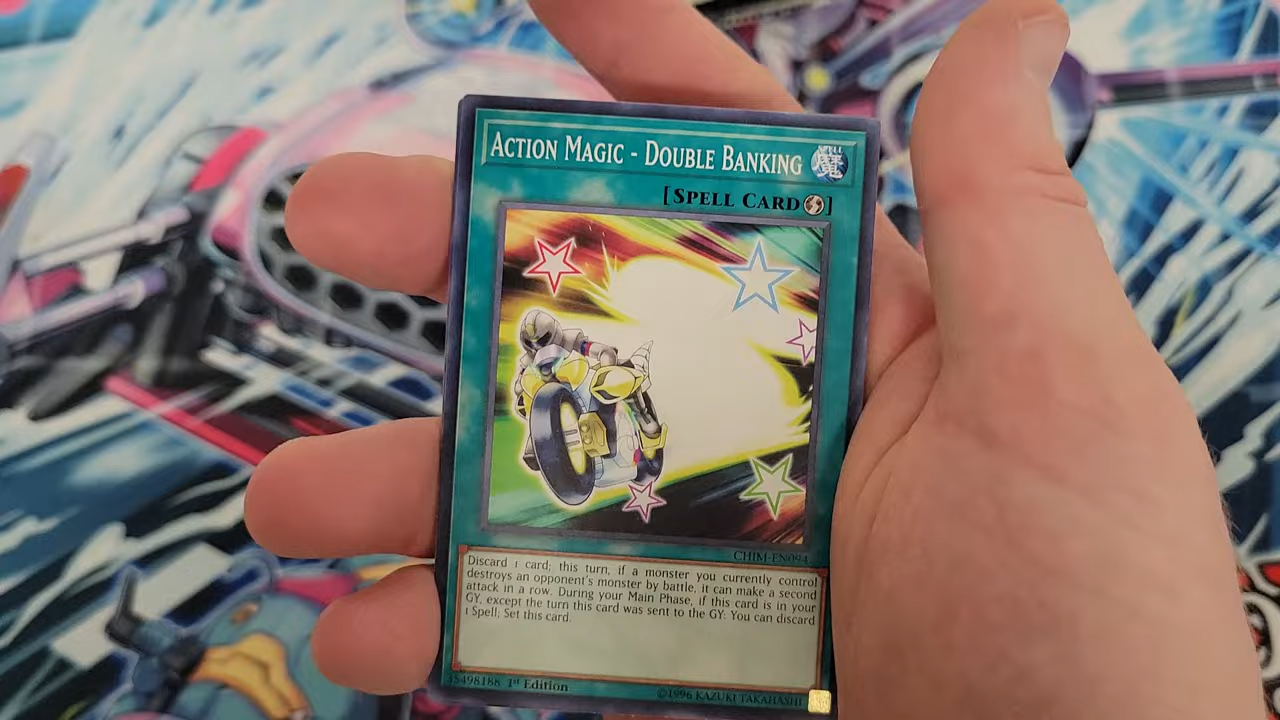 ACTION MAGIC - DOUBLE BANKING
SPELL
魔
[SPELL CARD]
CHIM-EN094
Discard 1 card; this turn, if a monster you currently control
destroys an opponent's monster by battle, it can make a second
attack in a row. During your Main Phase, if this card is in your
GY, except the turn this card was sent to the GY: You can discard
1 Spell; Set this card.
35498188 1st Edition
©1996 KAZUKI TAKAHASHI